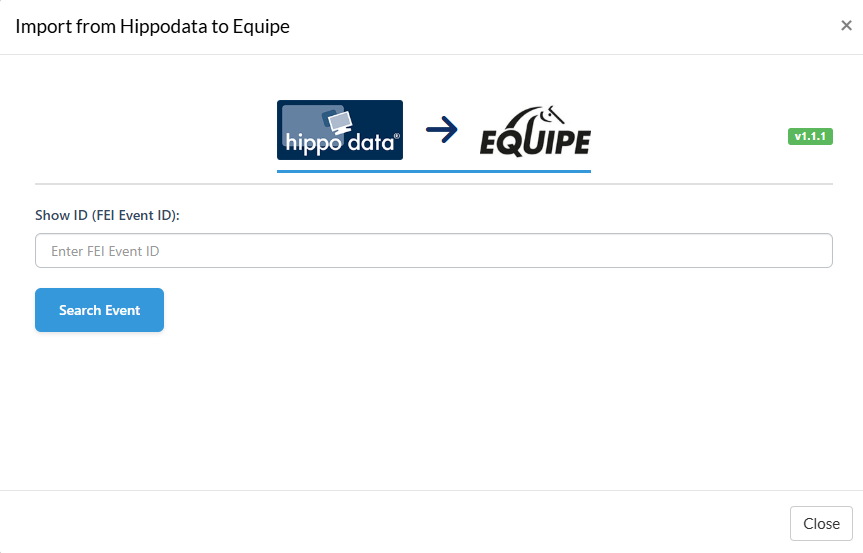 Import from Hippodata to Equipe
×
hippo data®
EQUIPE
v1.1.1
Show ID (FEI Event ID):
Enter FEI Event ID
Search Event
Close